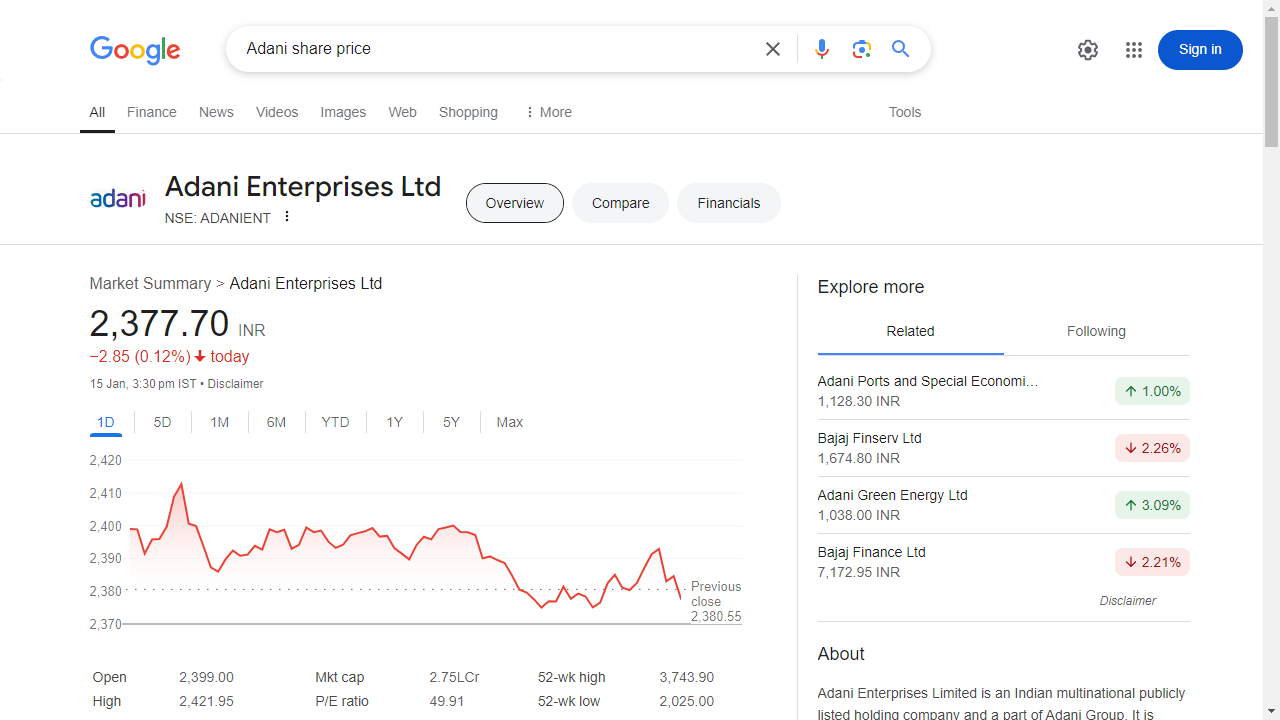 Google
Adani share price
Sign in
All Finance News Videos Images Web Shopping More Tools
adani
Adani Enterprises Ltd
NSE: ADANIENT
Overview Compare Financials
Market Summary > Adani Enterprises Ltd
2,377.70 INR
−2.85 (0.12%) today
15 Jan, 3:30 pm IST • Disclaimer
1D 5D 1M 6M YTD 1Y 5Y Max
2,420
2,410
2,400
2,390
2,380
2,370
Previous
close
2,380.55
Open 2,399.00 Mkt cap 2.75LCr 52-wk high 3,743.90
High 2,421.95 P/E ratio 49.91 52-wk low 2,025.00
Explore more
Related Following
Adani Ports and Special Economi…
1,128.30 INR
1.00%
Bajaj Finserv Ltd
1,674.80 INR
2.26%
Adani Green Energy Ltd
1,038.00 INR
3.09%
Bajaj Finance Ltd
7,172.95 INR
2.21%
Disclaimer
About
Adani Enterprises Limited is an Indian multinational publicly
listed holding company and a part of Adani Group. It is